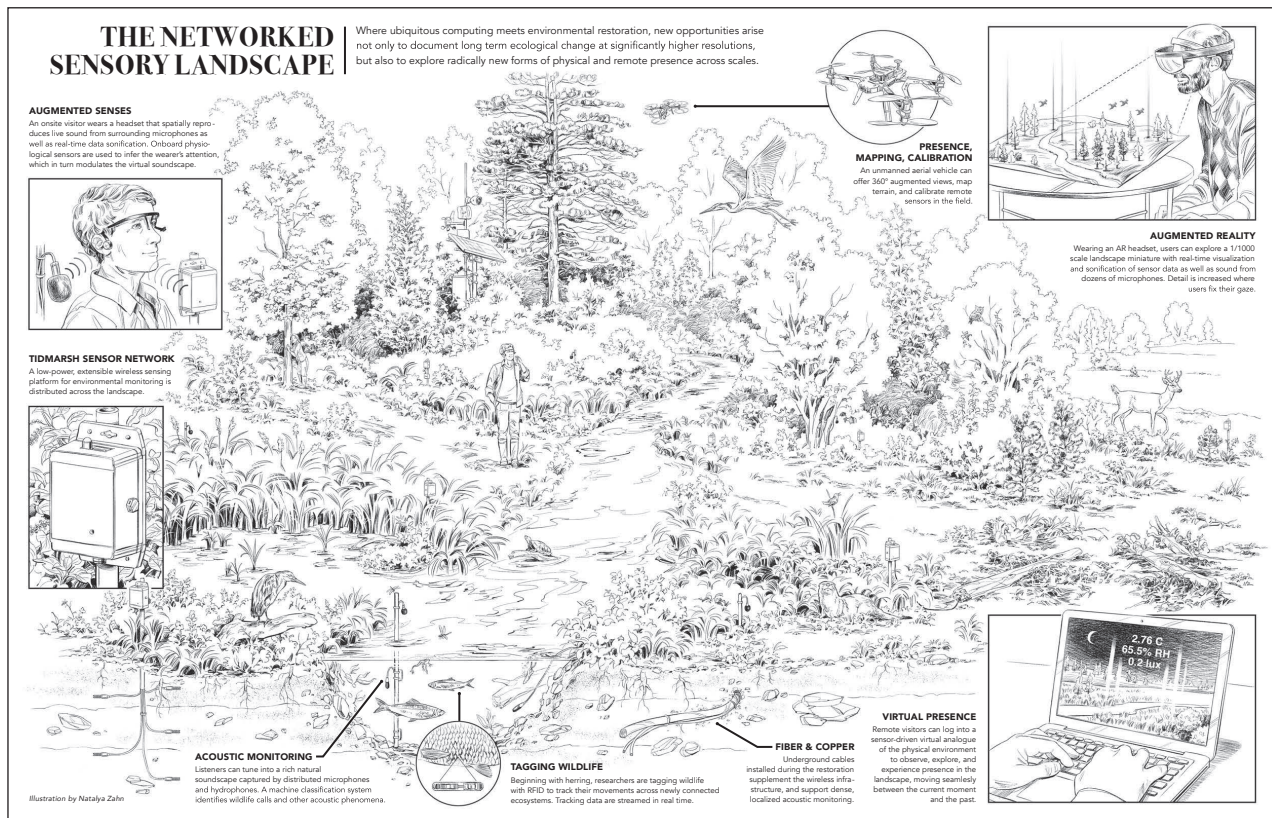 THE NETWORKED
SENSORY LANDSCAPE
Where ubiquitous computing meets environmental restoration, new opportunities arise
not only to document long term ecological change at significantly higher resolutions,
but also to explore radically new forms of physical and remote presence across scales.
AUGMENTED SENSES
An onsite visitor wears a headset that spatially repro-
duces live sound from surrounding microphones as
well as real-time data sonification. Onboard physio-
logical sensors are used to infer the wearer's attention,
which in turn modulates the virtual soundscape.
PRESENCE,
MAPPING, CALIBRATION
An unmanned aerial vehicle can
offer 360° augmented views, map
terrain, and calibrate remote
sensors in the field.
AUGMENTED REALITY
Wearing an AR headset, users can explore a 1/1000
scale landscape miniature with real-time visualization
and sonification of sensor data as well as sound from
dozens of microphones. Detail is increased where
users fix their gaze.
TIDMARSH SENSOR NETWORK
A low-power, extensible wireless sensing
platform for environmental monitoring is
distributed across the landscape.
ACOUSTIC MONITORING
Listeners can tune into a rich natural
soundscape captured by distributed microphones
and hydrophones. A machine classification system
identifies wildlife calls and other acoustic phenomena.
TAGGING WILDLIFE
Beginning with herring, researchers are tagging wildlife
with RFID to track their movements across newly connected
ecosystems. Tracking data are streamed in real time.
FIBER & COPPER
Underground cables
installed during the restoration
supplement the wireless infra-
structure, and support dense,
localized acoustic monitoring.
VIRTUAL PRESENCE
Remote visitors can log into a
sensor-driven virtual analogue
of the physical environment
to observe, explore, and
experience presence in the
landscape, moving seamlessly
between the current moment
and the past.
2.76 C
65.5% RH
0.2 lux
Illustration by Natalya Zahn